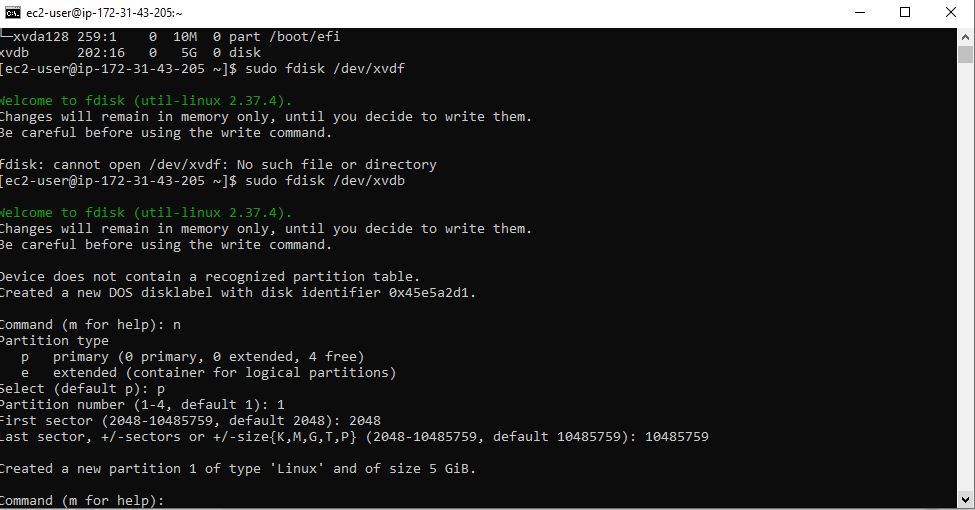 ec2-user@ip-172-31-43-205:~
└─xvda128 259:1    0  10M  0 part /boot/efi
xvdb      202:16   0   5G  0 disk
[ec2-user@ip-172-31-43-205 ~]$ sudo fdisk /dev/xvdf
Welcome to fdisk (util-linux 2.37.4).
Changes will remain in memory only, until you decide to write them.
Be careful before using the write command.
fdisk: cannot open /dev/xvdf: No such file or directory
[ec2-user@ip-172-31-43-205 ~]$ sudo fdisk /dev/xvdb
Welcome to fdisk (util-linux 2.37.4).
Changes will remain in memory only, until you decide to write them.
Be careful before using the write command.
Device does not contain a recognized partition table.
Created a new DOS disklabel with disk identifier 0x45e5a2d1.
Command (m for help): n
Partition type
   p   primary (0 primary, 0 extended, 4 free)
   e   extended (container for logical partitions)
Select (default p): p
Partition number (1-4, default 1): 1
First sector (2048-10485759, default 2048): 2048
Last sector, +/-sectors or +/-size{K,M,G,T,P} (2048-10485759, default 10485759): 10485759
Created a new partition 1 of type 'Linux' and of size 5 GiB.
Command (m for help):